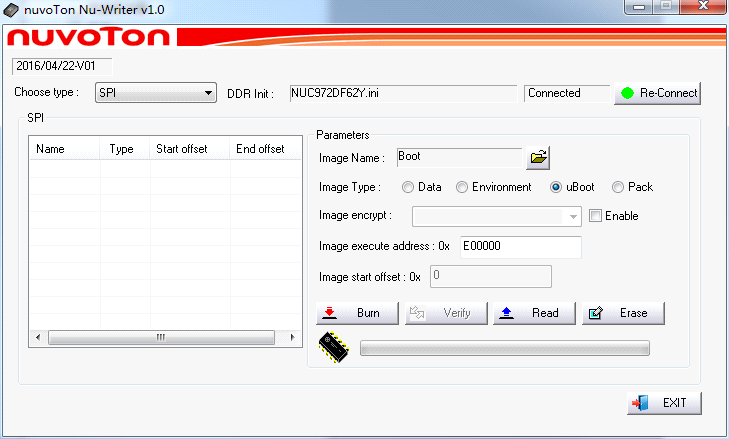 nuvoTon Nu-Writer v1.0
nuvoTon
2016/04/22-V01
Choose type : SPI DDR Init : NUC972DF62Y.ini Connected Re-Connect
SPI
Name Type Start offset End offset
Parameters
Image Name : Boot
Image Type : Data Environment uBoot Pack
Image encrypt : Enable
Image execute address : 0x E00000
Image start offset : 0x 0
Burn Verify Read Erase
EXIT